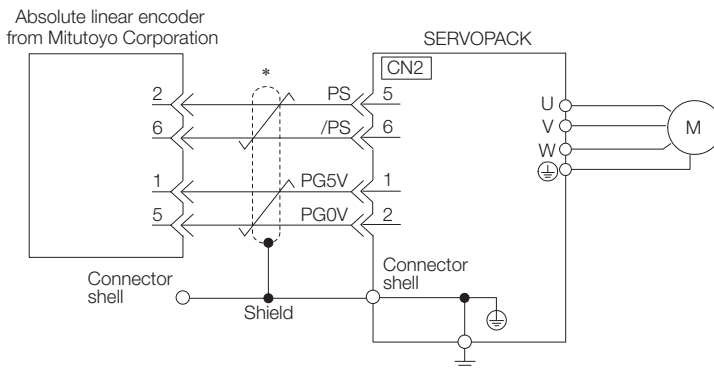 Absolute linear encoder
from Mitutoyo Corporation
SERVOPACK
CN2
*
2 PS 5
6 /PS 6
1 PG5V 1
5 PG0V 2
U
V
W
M
Connector
shell
Shield
Connector
shell